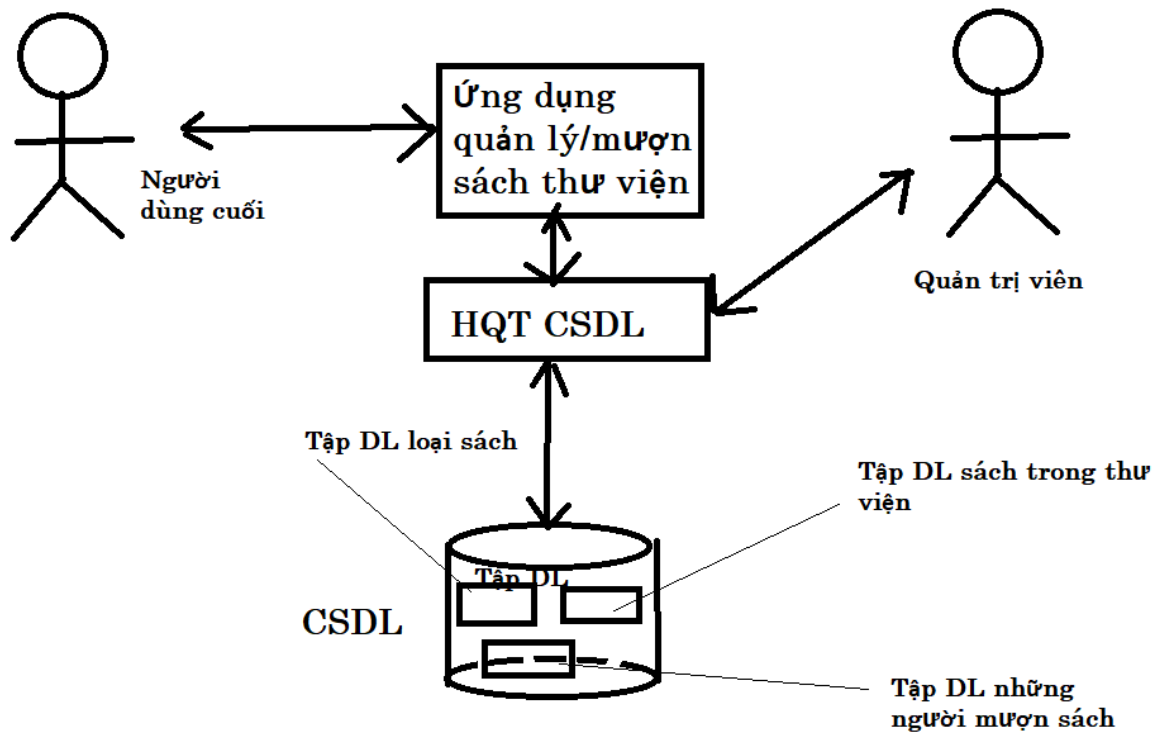 Ứng dụng
quản lý/mượn
sách thư viện
Người
dùng cuối
Quản trị viên
HQT CSDL
Tập DL loại sách
Tập DL sách trong thư
viện
Tập DL
CSDL
Tập DL những
người mượn sách